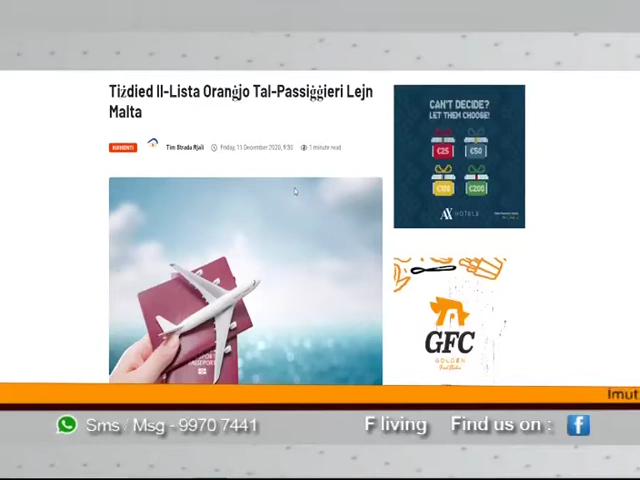 Tiżdied Il-Lista Oranġjo Tal-Passiġġieri Lejn
Malta
Tim Strada Rjali
Friday, 11 December 2020, 9:30
1 minute read
CAN'T DECIDE?
LET THEM CHOOSE!
€25
€50
€100
€200
AX HOTELS
PASSPORT
GFC
GOLDEN
Imut
Sms / Msg - 9970 7441
F living
Find us on :
f